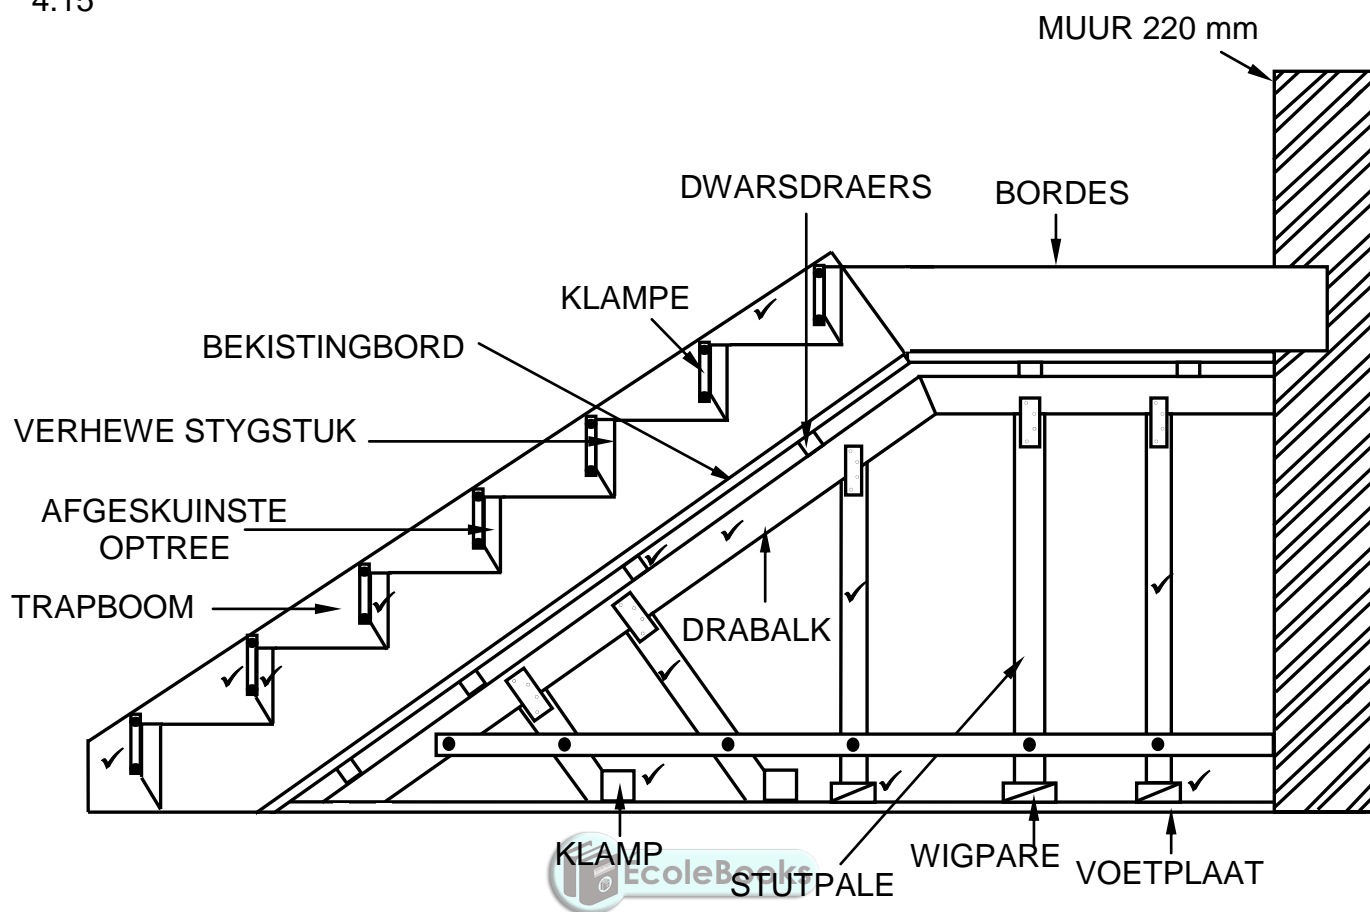 4.15
MUUR 220 mm
DWARSDRAERS
BORDES
KLAMPE
BEKISTINGBORD
VERHEWE STYGSTUK
AFGESKUINSTE
OPTREE
TRAPBOOM
DRABALK
KLAMP
EcoleBooks
STUTPALE
WIGPARE
VOETPLAAT